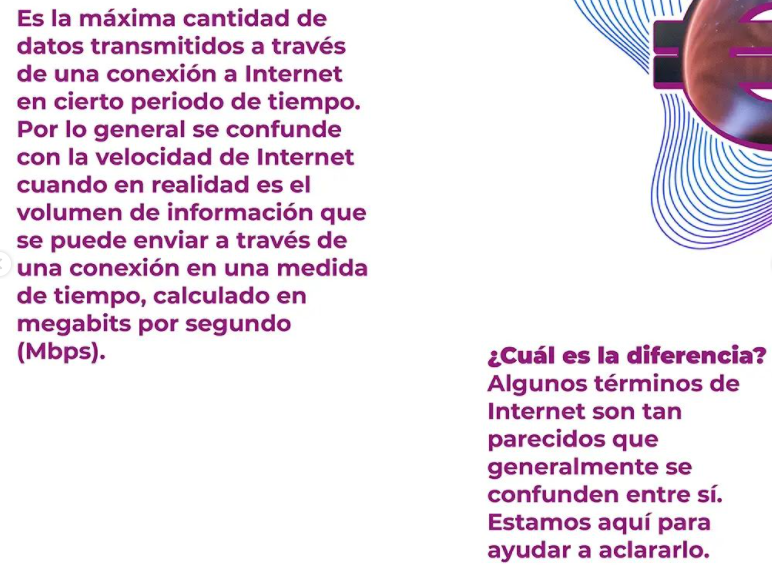 Es la máxima cantidad de
datos transmitidos a través
de una conexión a Internet
en cierto periodo de tiempo.
Por lo general se confunde
con la velocidad de Internet
cuando en realidad es el
volumen de información que
se puede enviar a través de
una conexión en una medida
de tiempo, calculado en
megabits por segundo
(Mbps).
¿Cuál es la diferencia?
Algunos términos de
Internet son tan
parecidos que
generalmente se
confunden entre sí.
Estamos aquí para
ayudar a aclararlo.